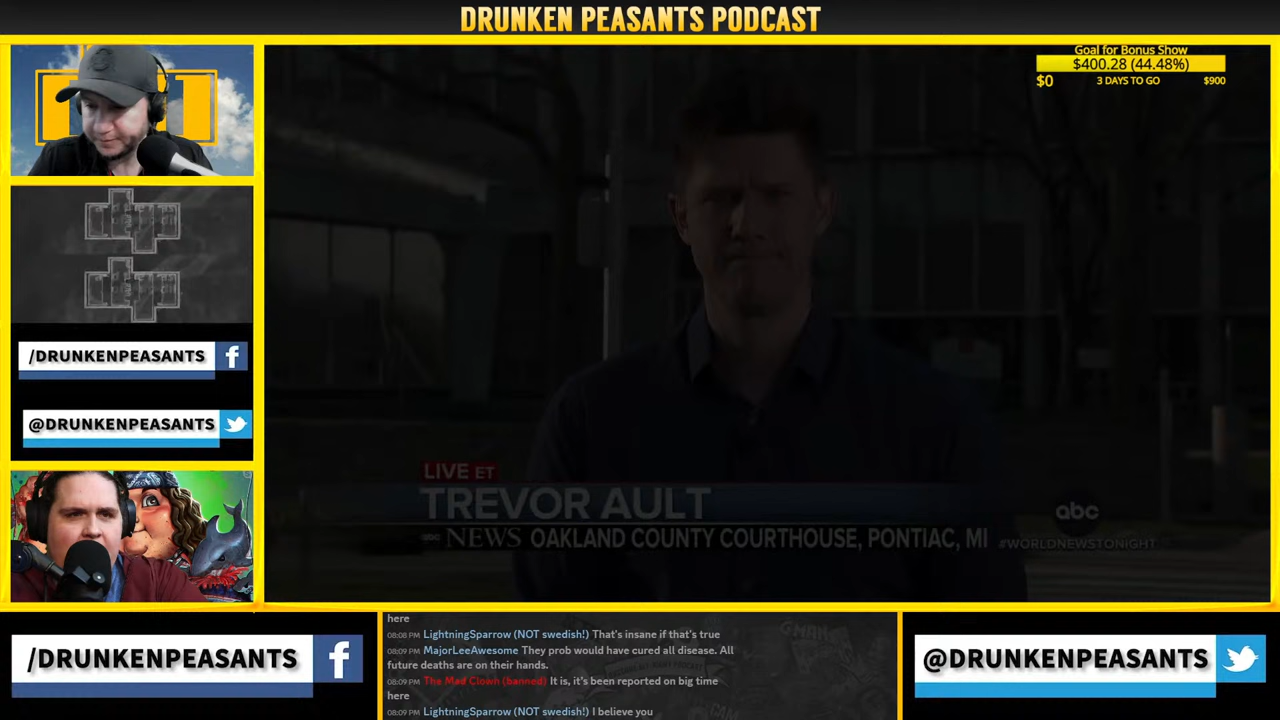 DRUNKEN PEASANTS PODCAST
Goal for Bonus Show
$400.28 (44.48%)
$0
3 DAYS TO GO
$900
/DRUNKENPEASANTS
f
@DRUNKENPEASANTS
LIVE ET
TREVOR AULT
abc NEWS OAKLAND COUNTY COURTHOUSE, PONTIAC, MI
abc
#WORLDNEWSTONIGHT
/DRUNKENPEASANTS f
here
08:08 PM LightningSparrow (NOT swedish!) That's insane if that's true
08:09 PM MajorLeeAwesome They prob would have cured all disease. All
future deaths are on their hands.
08:09 PM The Mad Clown (banned) It is, it's been reported on big time
here
08:09 PM LightningSparrow (NOT swedish!) I believe you
@DRUNKENPEASANTS